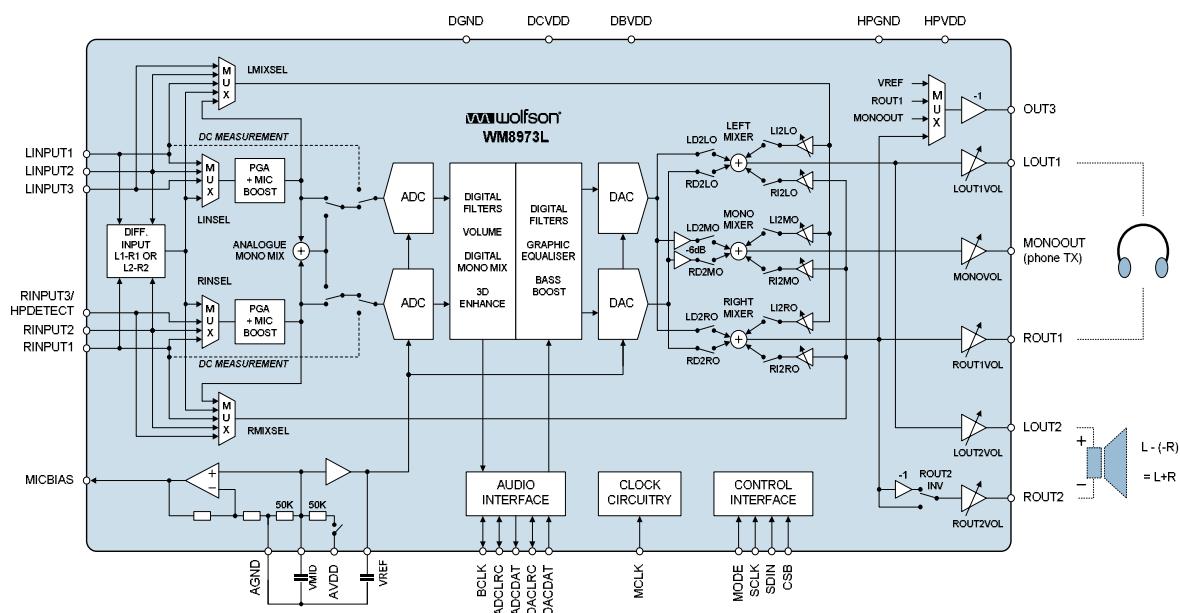 DGND DCVDD DBVDD HPGND HPVDD
MUX
LMIXSEL
wolfson
WM8973L
VREF
ROUT1
MONOOUT
MUX
-1
OUT3
DC MEASUREMENT
LINPUT1
LINPUT2
LINPUT3
MUX
LINSEL
PGA
+ MIC
BOOST
ADC
DIGITAL
FILTERS
VOLUME
DIGITAL
MONO MIX
3D
ENHANCE
DIGITAL
FILTERS
GRAPHIC
EQUALISER
BASS
BOOST
DAC
LD2LO
RD2LO
LEFT
MIXER
+
LI2LO
RI2LO
LOUT1VOL
LOUT1
DIFF.
INPUT
L1-R1 OR
L2-R2
ANALOGUE
MONO MIX
+
LD2MO
-6dB
RD2MO
MONO
MIXER
+
LI2MO
RI2MO
MONOVOL
MONOOUT
(phone TX)
RINPUT3/
HPDETECT
RINPUT2
RINPUT1
RINSEL
MUX
PGA
+ MIC
BOOST
ADC
DAC
LD2RO
RD2RO
RIGHT
MIXER
+
LI2RO
RI2RO
ROUT1VOL
ROUT1
DC MEASUREMENT
MUX
RMIXSEL
LOUT2VOL
LOUT2
MICBIAS
+
−
50K
50K
AUDIO
INTERFACE
CLOCK
CIRCUITRY
CONTROL
INTERFACE
-1
ROUT2
INV
ROUT2VOL
ROUT2
+
−
L - (-R)
= L+R
AGND
VMID
AVDD
VREF
BCLK
ADCLRC
ADCDAT
DACLRC
DACDAT
MCLK
MODE
SCLK
SDIN
CSB